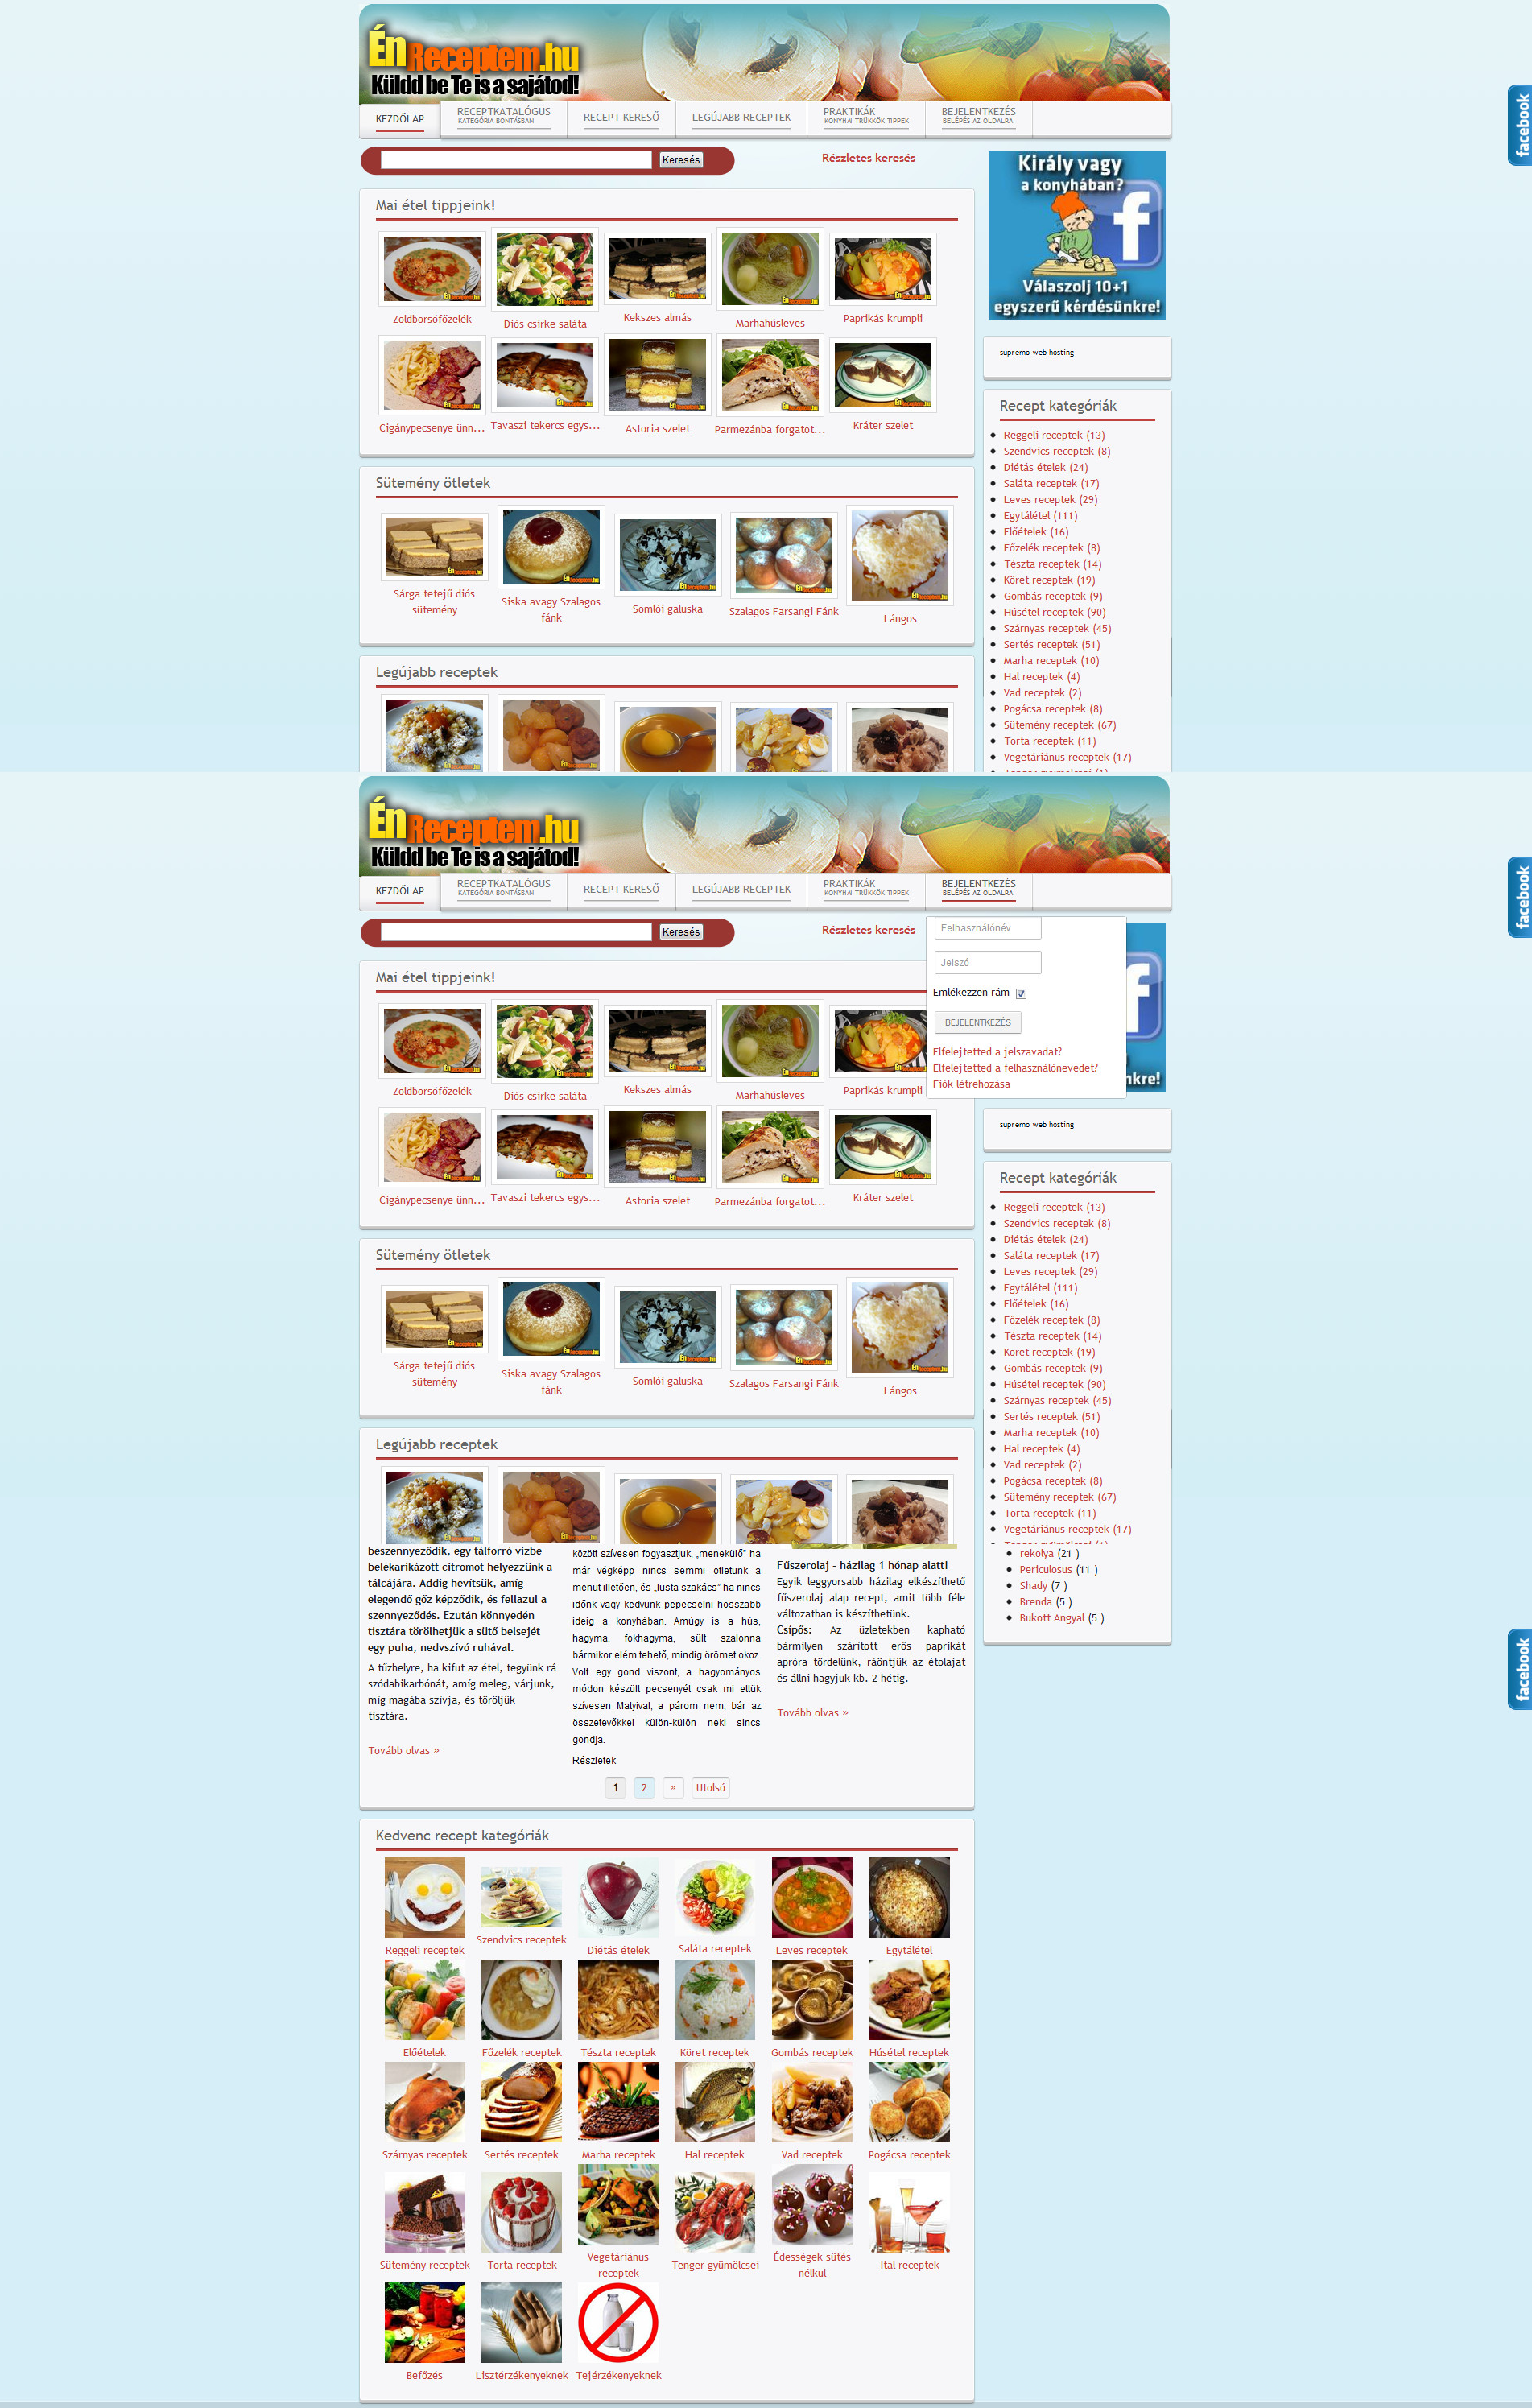 ÉnReceptem.hu
Küldd be Te is a sajátod!
KEZDŐLAP
RECEPTKATALÓGUS
KATEGÓRIA BONTÁSBAN
RECEPT KERESŐ
LEGÚJABB RECEPTEK
PRAKTIKÁK
KONYHAI TRÜKKÖK TIPPEK
BEJELENTKEZÉS
BELÉPÉS AZ OLDALRA
facebook
Keresés
Részletes keresés
Király vagy
a konyhában?
Válaszolj 10+1
egyszerű kérdésünkre!
Mai étel tippjeink!
Zöldborsófőzelék
Diós csirke saláta
Kekszes almás
Marhahúsleves
Paprikás krumpli
Cigánypecsenye ünn...
Tavaszi tekercs egys...
Astoria szelet
Parmezánba forgatot...
Kráter szelet
supremo web hosting
Recept kategóriák
Reggeli receptek (13)
Szendvics receptek (8)
Diétás ételek (24)
Saláta receptek (17)
Leves receptek (29)
Egytálétel (111)
Előételek (16)
Főzelék receptek (8)
Tészta receptek (14)
Köret receptek (19)
Gombás receptek (9)
Húsétel receptek (90)
Szárnyas receptek (45)
Sertés receptek (51)
Marha receptek (10)
Hal receptek (4)
Vad receptek (2)
Pogácsa receptek (8)
Sütemény receptek (67)
Torta receptek (11)
Vegetáriánus receptek (17)
Sütemény ötletek
Sárga tetejű diós
sütemény
Siska avagy Szalagos
fánk
Somlói galuska
Szalagos Farsangi Fánk
Lángos
Legújabb receptek
ÉnReceptem.hu
Küldd be Te is a sajátod!
KEZDŐLAP
RECEPTKATALÓGUS
KATEGÓRIA BONTÁSBAN
RECEPT KERESŐ
LEGÚJABB RECEPTEK
PRAKTIKÁK
KONYHAI TRÜKKÖK TIPPEK
BEJELENTKEZÉS
BELÉPÉS AZ OLDALRA
facebook
Keresés
Részletes keresés
Felhasználónév
Jelszó
Emlékezzen rám
BEJELENTKEZÉS
Elfelejtetted a jelszavadat?
Elfelejtetted a felhasználónevedet?
Fiók létrehozása
Mai étel tippjeink!
Zöldborsófőzelék
Diós csirke saláta
Kekszes almás
Marhahúsleves
Paprikás krumpli
Cigánypecsenye ünn...
Tavaszi tekercs egys...
Astoria szelet
Parmezánba forgatot...
Kráter szelet
supremo web hosting
Recept kategóriák
Reggeli receptek (13)
Szendvics receptek (8)
Diétás ételek (24)
Saláta receptek (17)
Leves receptek (29)
Egytálétel (111)
Előételek (16)
Főzelék receptek (8)
Tészta receptek (14)
Köret receptek (19)
Gombás receptek (9)
Húsétel receptek (90)
Szárnyas receptek (45)
Sertés receptek (51)
Marha receptek (10)
Hal receptek (4)
Vad receptek (2)
Pogácsa receptek (8)
Sütemény receptek (67)
Torta receptek (11)
Vegetáriánus receptek (17)
Sütemény ötletek
Sárga tetejű diós
sütemény
Siska avagy Szalagos
fánk
Somlói galuska
Szalagos Farsangi Fánk
Lángos
Legújabb receptek
beszennyeződik, egy tálforró vízbe
belekarikázott citromot helyezzünk a
tálcájára. Addig hevítsük, amíg
elegendő gőz képződik, és fellazul a
szennyeződés. Ezután könnyedén
tisztára törölhetjük a sütő belsejét
egy puha, nedvszívó ruhával.
A tűzhelyre, ha kifut az étel, tegyünk rá
szódabikarbónát, amíg meleg, várjunk,
míg magába szívja, és töröljük
tisztára.
Tovább olvas »
között szívesen fogyasztjuk, „menekülő" ha
már végképp nincs semmi ötletünk a
menüt illetően, és „lusta szakács" ha nincs
időnk vagy kedvünk pepecselni hosszabb
ideig a konyhában. Amúgy is a hús,
hagyma, fokhagyma, sült szalonna
bármikor elém tehető, mindig örömet okoz.
Volt egy gond viszont, a hagyományos
módon készült pecsenyét csak mi ettük
szívesen Matyival, a párom nem, bár az
összetevőkkel külön-külön neki sincs
gondja.
Részletek
Fűszerolaj - házilag 1 hónap alatt!
Egyik leggyorsabb házilag elkészíthető
fűszerolaj alap recept, amit több féle
változatban is készíthetünk.
Csípős: Az üzletekben kapható
bármilyen szárított erős paprikát
apróra tördelünk, ráöntjük az étolajat
és állni hagyjuk kb. 2 hétig.
Tovább olvas »
rekolya (21 )
Periculosus (11 )
Shady (7 )
Brenda (5 )
Bukott Angyal (5 )
facebook
1 2 » Utolsó
Kedvenc recept kategóriák
Reggeli receptek
Szendvics receptek
Diétás ételek
Saláta receptek
Leves receptek
Egytálétel
Előételek
Főzelék receptek
Tészta receptek
Köret receptek
Gombás receptek
Húsétel receptek
Szárnyas receptek
Sertés receptek
Marha receptek
Hal receptek
Vad receptek
Pogácsa receptek
Sütemény receptek
Torta receptek
Vegetáriánus
receptek
Tenger gyümölcsei
Édességek sütés
nélkül
Ital receptek
Befőzés
Lisztérzékenyeknek
Tejérzékenyeknek